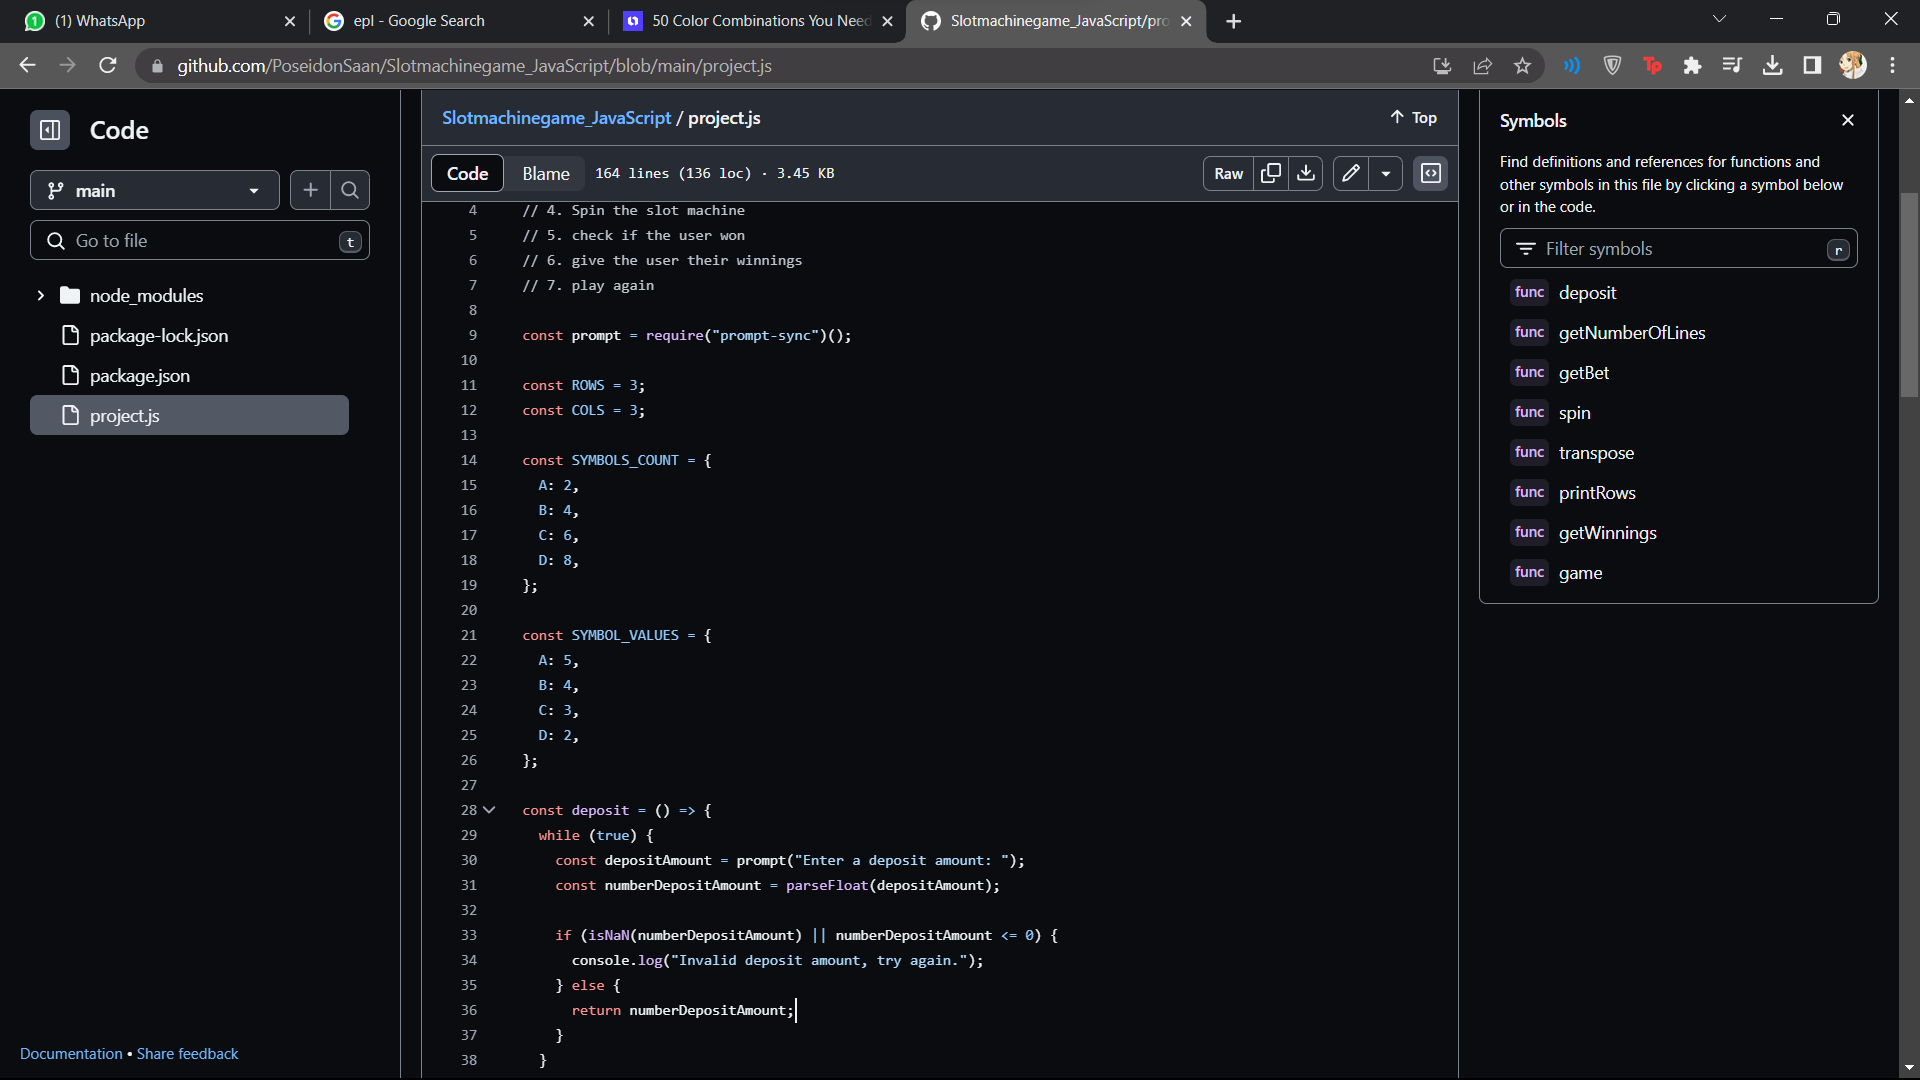 (1) WhatsApp
epl - Google Search
50 Color Combinations You Need
Slotmachinegame_JavaScript/pro
github.com/PoseidonSaan/Slotmachinegame_JavaScript/blob/main/project.js
Code
main
Go to file
t
node_modules
package-lock.json
package.json
project.js
Documentation • Share feedback
Slotmachinegame_JavaScript / project.js
Top
Code
Blame
164 lines (136 loc) · 3.45 KB
Raw
4 // 4. Spin the slot machine
5 // 5. check if the user won
6 // 6. give the user their winnings
7 // 7. play again
8
9 const prompt = require("prompt-sync")();
10
11 const ROWS = 3;
12 const COLS = 3;
13
14 const SYMBOLS_COUNT = {
15 A: 2,
16 B: 4,
17 C: 6,
18 D: 8,
19 };
20
21 const SYMBOL_VALUES = {
22 A: 5,
23 B: 4,
24 C: 3,
25 D: 2,
26 };
27
28 const deposit = () => {
29 while (true) {
30 const depositAmount = prompt("Enter a deposit amount: ");
31 const numberDepositAmount = parseFloat(depositAmount);
32
33 if (isNaN(numberDepositAmount) || numberDepositAmount <= 0) {
34 console.log("Invalid deposit amount, try again.");
35 } else {
36 return numberDepositAmount;
37 }
38 }
Symbols
Find definitions and references for functions and
other symbols in this file by clicking a symbol below
or in the code.
Filter symbols
r
func deposit
func getNumberOfLines
func getBet
func spin
func transpose
func printRows
func getWinnings
func game